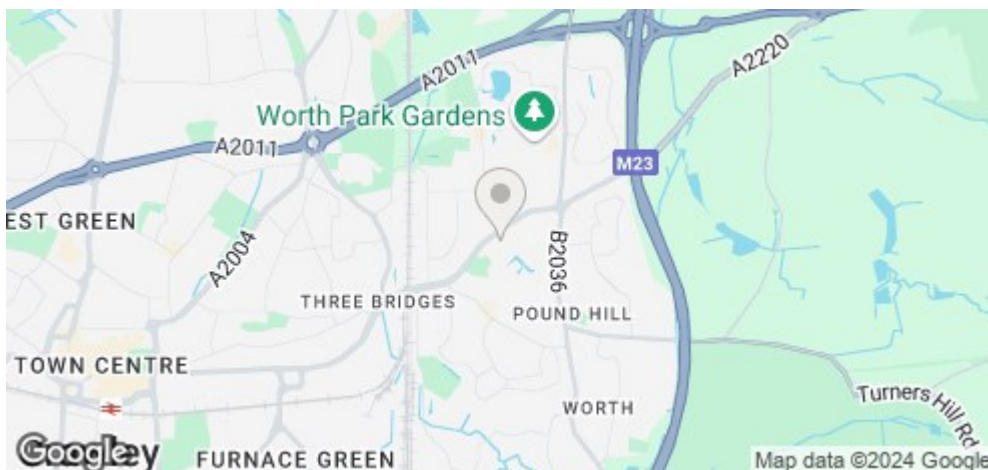 A2220
A2011
Worth Park Gardens
A2011
M23
EST GREEN
A2004
B2036
THREE BRIDGES
POUND HILL
TOWN CENTRE
Turners Hill Rd
WORTH
Google
ley
FURNACE GREEN
Map data ©2024 Google